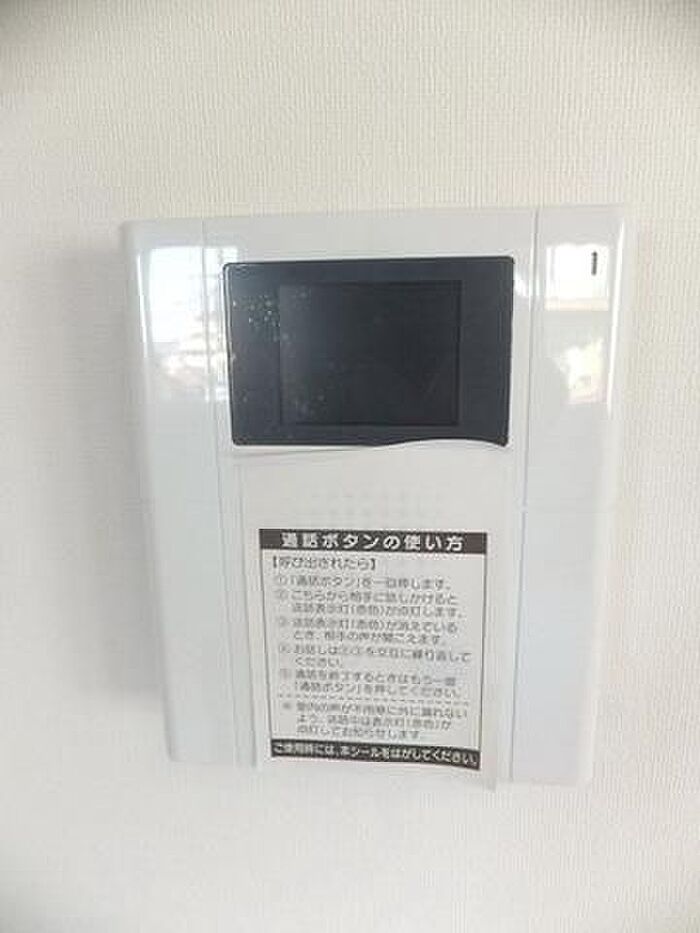 通話ボタンの使い方
【呼び出されたら】
①「通話ボタン」を一回押します。
②こちらから相手に話しかけると
送話表示灯(赤色)が点灯します。
③送話表示灯(赤色)が消えている
とき、相手の声が聞こえます。
④お話しは②③を交互に繰り返して
ください。
⑤通話を終了するときはもう一回
「通話ボタン」を押してください。
※室内の声が不用意に外に漏れない
よう、送話中は表示灯(赤色)が
点灯してお知らせします。
ご使用時には、本シールをはがしてください。